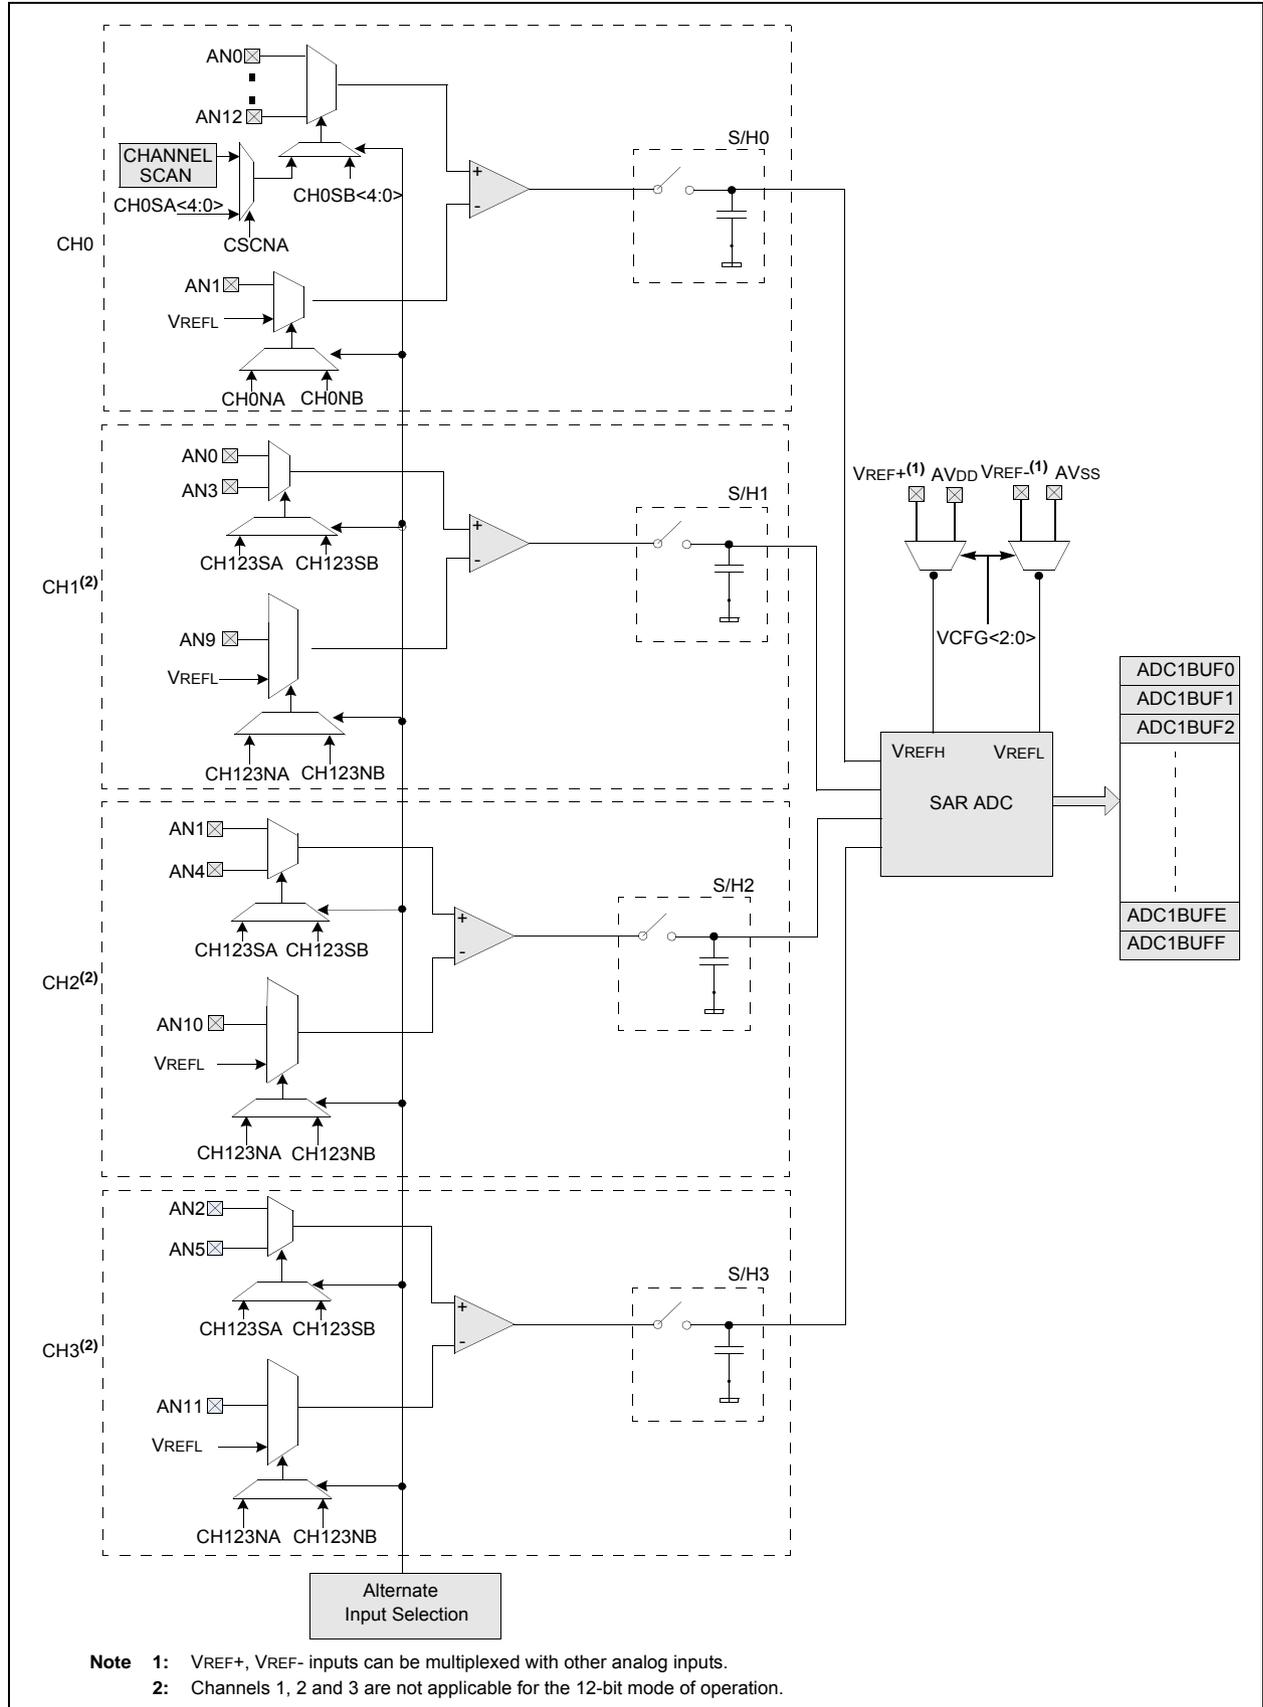 AN0
AN12
CHANNEL
SCAN
CH0SA<4:0>
CH0SB<4:0>
CSCNA
+
-
S/H0
CH0
AN1
VREFL
CH0NA CH0NB
AN0
AN3
CH123SA CH123SB
+
-
S/H1
CH1(2)
AN9
VREFL
CH123NA CH123NB
VREF+(1) AVDD VREF-(1) AVSS
VCFG<2:0>
VREFH VREFL
SAR ADC
ADC1BUF0
ADC1BUF1
ADC1BUF2
ADC1BUFE
ADC1BUFF
AN1
AN4
CH123SA CH123SB
+
-
S/H2
CH2(2)
AN10
VREFL
CH123NA CH123NB
AN2
AN5
CH123SA CH123SB
+
-
S/H3
CH3(2)
AN11
VREFL
CH123NA CH123NB
Alternate
Input Selection
Note 1: VREF+, VREF- inputs can be multiplexed with other analog inputs.
2: Channels 1, 2 and 3 are not applicable for the 12-bit mode of operation.